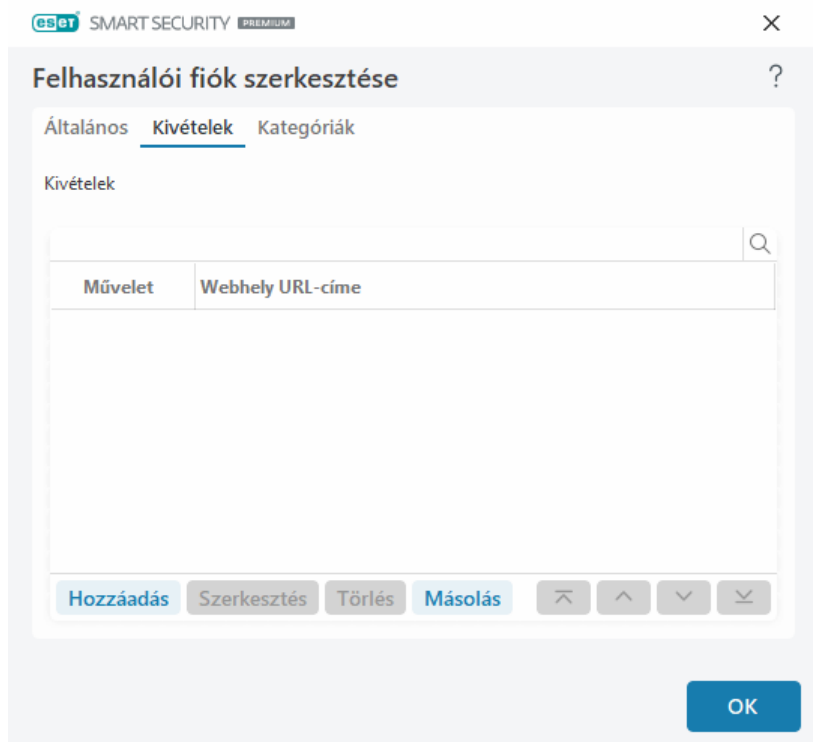 eset SMART SECURITY PREMIUM
Felhasználói fiók szerkesztése ?
Általános Kivételek Kategóriák
Kivételek
Művelet Webhely URL-címe
Hozzáadás Szerkesztés Törlés Másolás
OK